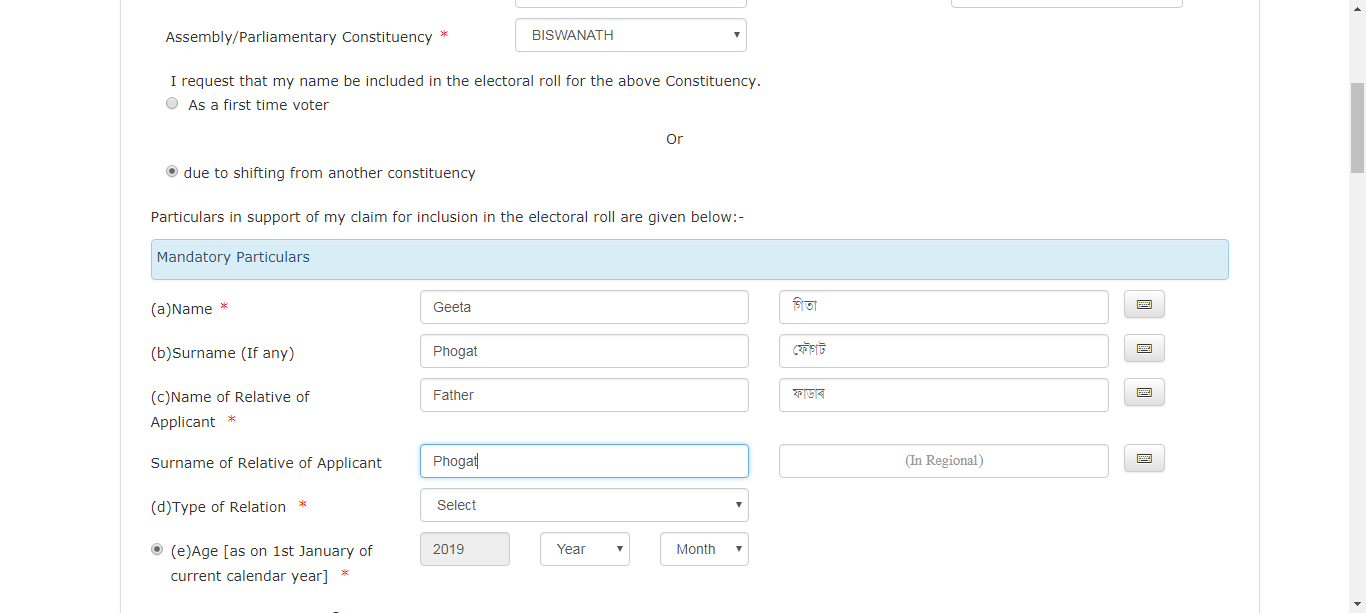 Assembly/Parliamentary Constituency * BISWANATH
I request that my name be included in the electoral roll for the above Constituency.
As a first time voter
Or
due to shifting from another constituency
Particulars in support of my claim for inclusion in the electoral roll are given below:-
Mandatory Particulars
(a)Name * Geeta গিতা
(b)Surname (If any) Phogat ফৌগট
(c)Name of Relative of
Applicant * Father ফাডাৰ
Surname of Relative of Applicant Phogat (In Regional)
(d)Type of Relation * Select
(e)Age [as on 1st January of
current calendar year] * 2019 Year Month